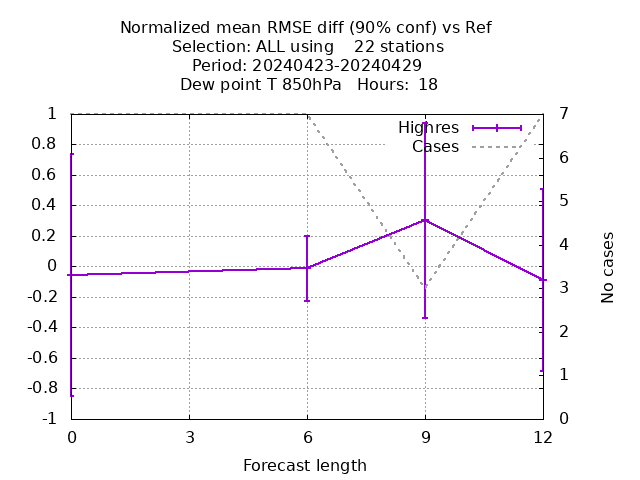 Normalized mean RMSE diff (90% conf) vs Ref
Selection: ALL using    22 stations
Period: 20240423-20240429
Dew point T 850hPa   Hours:  18
Highres
Cases
1
0.8
0.6
0.4
0.2
0
-0.2
-0.4
-0.6
-0.8
-1
7
6
5
4
3
2
1
0
No cases
0 3 6 9 12
Forecast length